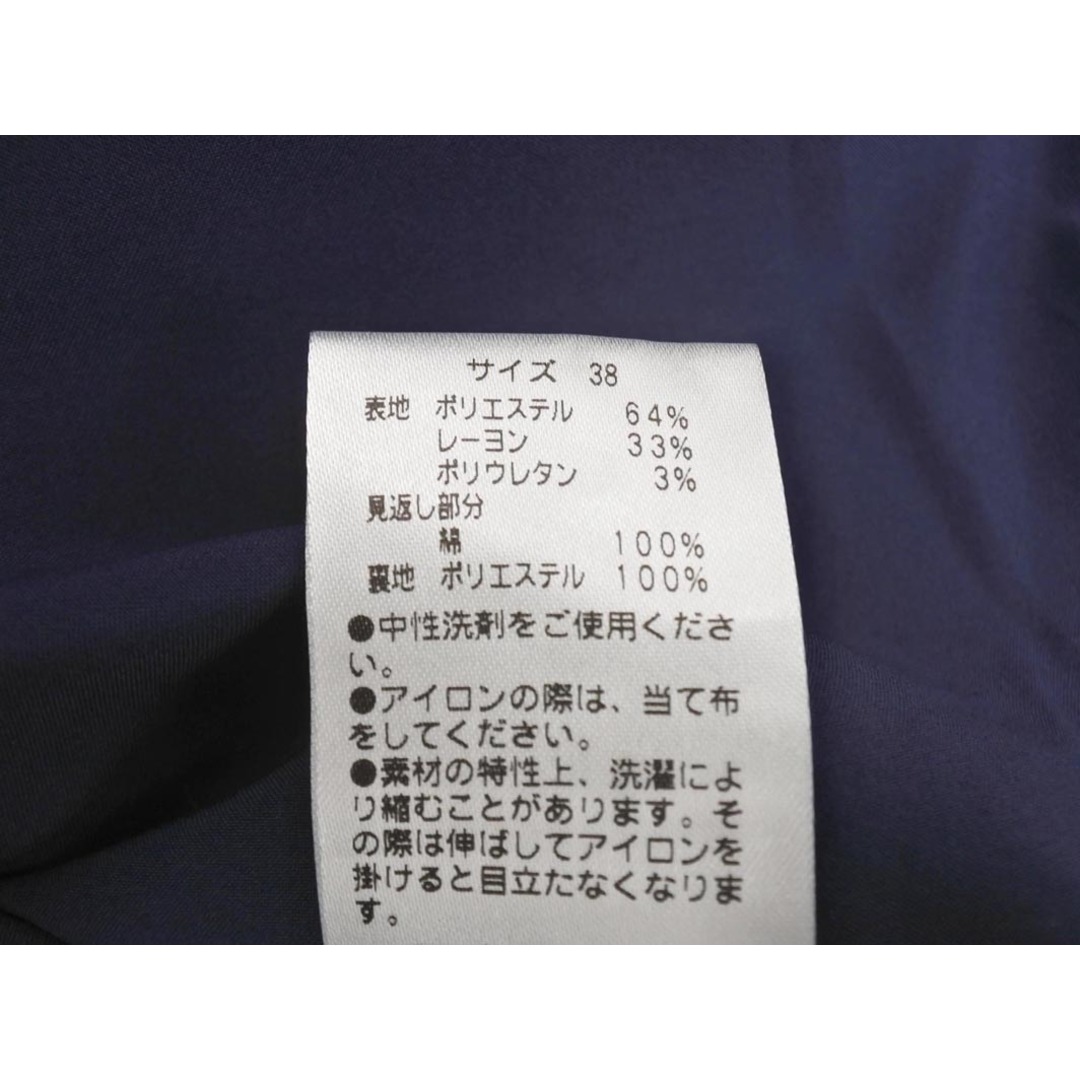 サイズ 38
表地 ポリエステル 64%
レーヨン 33%
ポリウレタン 3%
見返し部分
綿 100%
裏地 ポリエステル 100%
●中性洗剤をご使用くださ
い。
●アイロンの際は、当て布
をしてください。
●素材の特性上、洗濯によ
り縮むことがあります。そ
の際は伸ばしてアイロンを
掛けると目立たなくなりま
す。